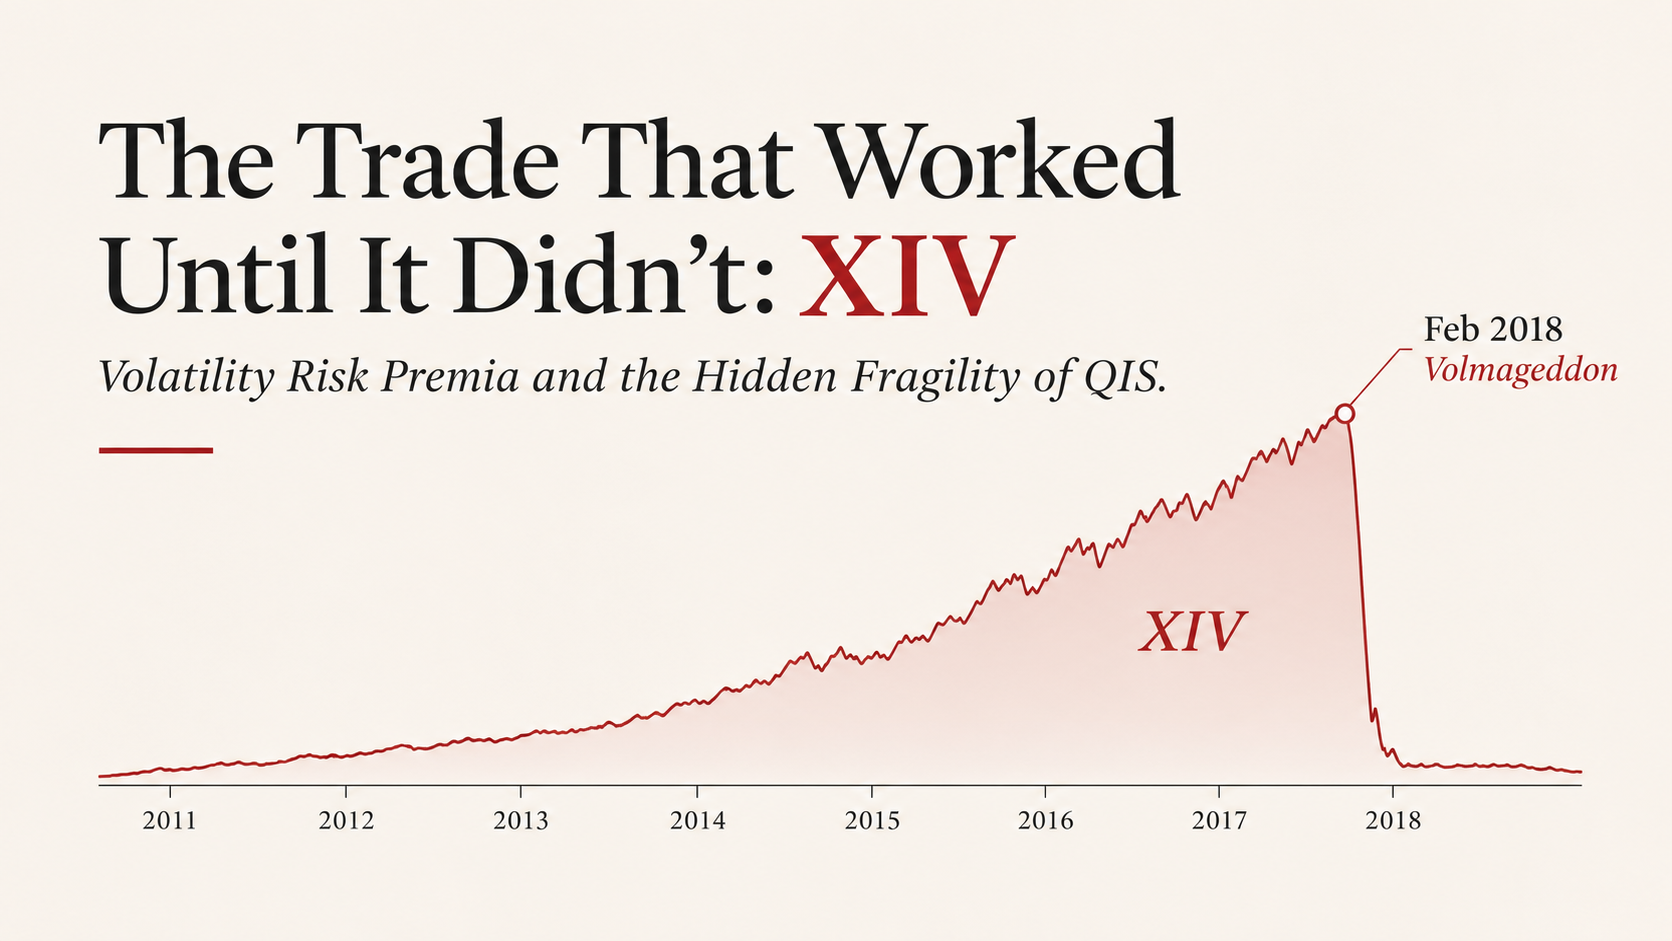 The Trade That Worked
Until It Didn’t: XIV
Volatility Risk Premia and the Hidden Fragility of QIS.
Feb 2018
Volmageddon
XIV
2011 2012 2013 2014 2015 2016 2017 2018